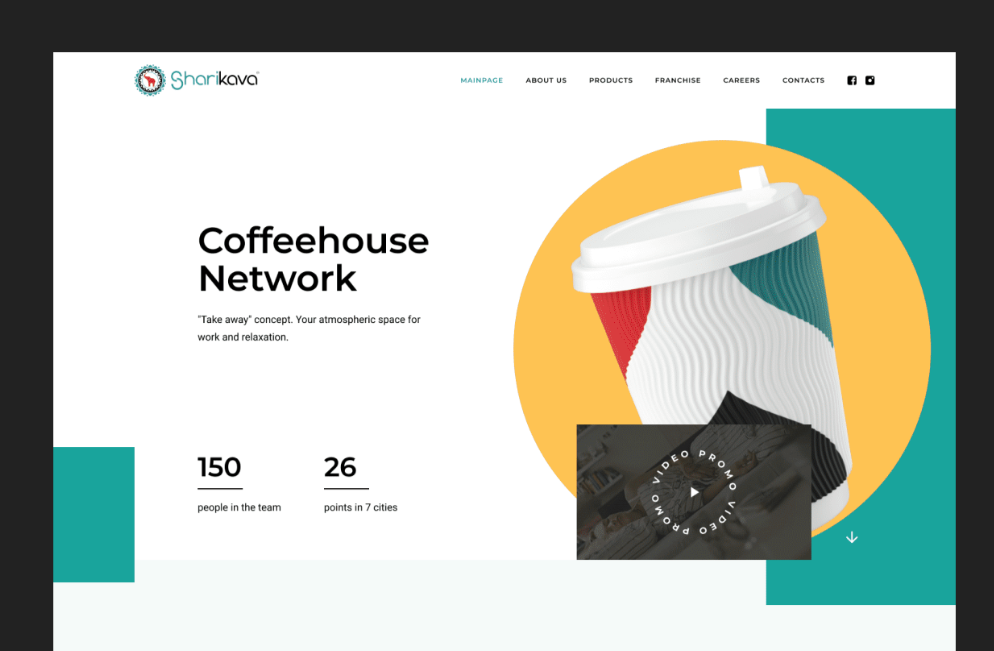 Sharikava
MAINPAGE ABOUT US PRODUCTS FRANCHISE CAREERS CONTACTS
Coffeehouse
Network
"Take away" concept. Your atmospheric space for
work and relaxation.
150
people in the team
26
points in 7 cities
VIDEO PROMO VIDEO PROMO